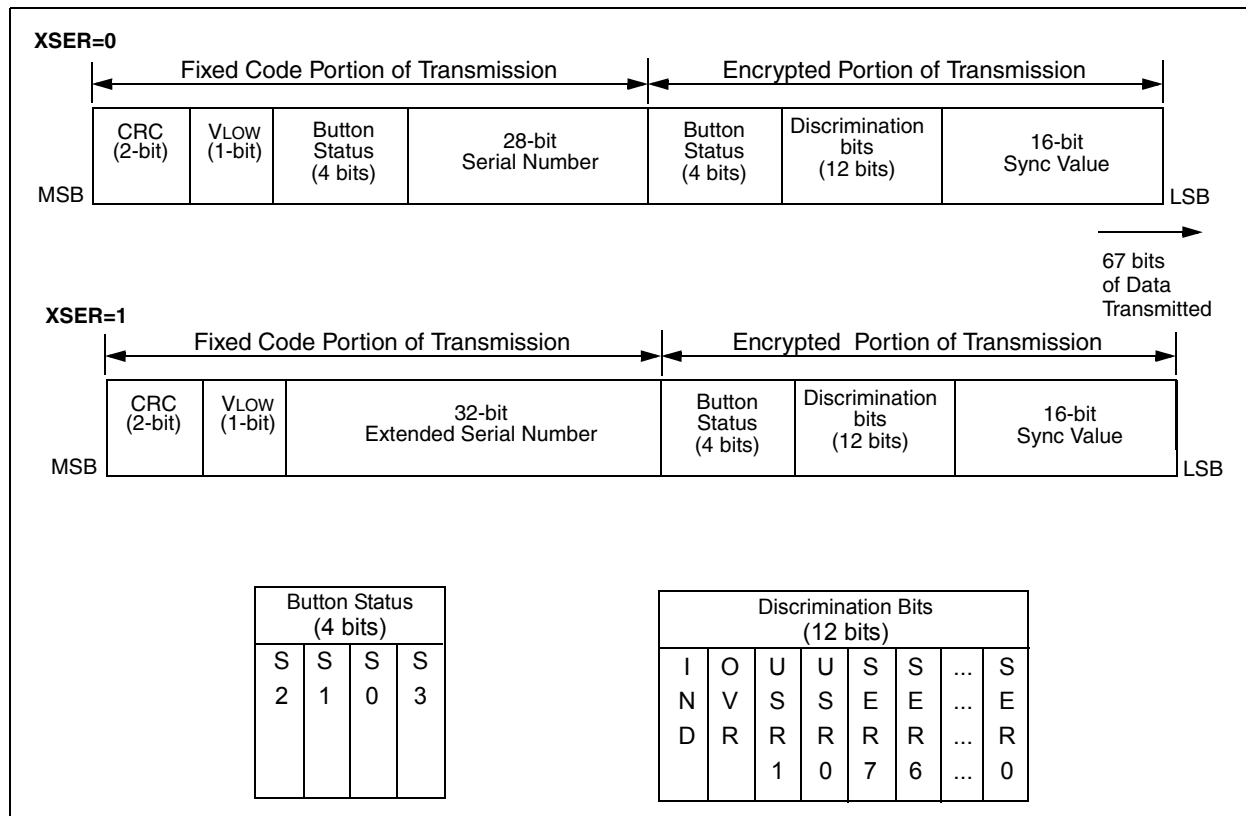 XSER=0
Fixed Code Portion of Transmission
Encrypted Portion of Transmission
CRC
(2-bit)
VLOW
(1-bit)
Button
Status
(4 bits)
28-bit
Serial Number
Button
Status
(4 bits)
Discrimination
bits
(12 bits)
16-bit
Sync Value
MSB
LSB
67 bits
of Data
Transmitted
XSER=1
Fixed Code Portion of Transmission
Encrypted Portion of Transmission
CRC
(2-bit)
VLOW
(1-bit)
32-bit
Extended Serial Number
Button
Status
(4 bits)
Discrimination
bits
(12 bits)
16-bit
Sync Value
MSB
LSB
Button Status
(4 bits)
S S S S
2 1 0 3
Discrimination Bits
(12 bits)
I O U U S S ... S
N V S S E E ... E
D R R R R R ... R
1 0 7 6 ... 0